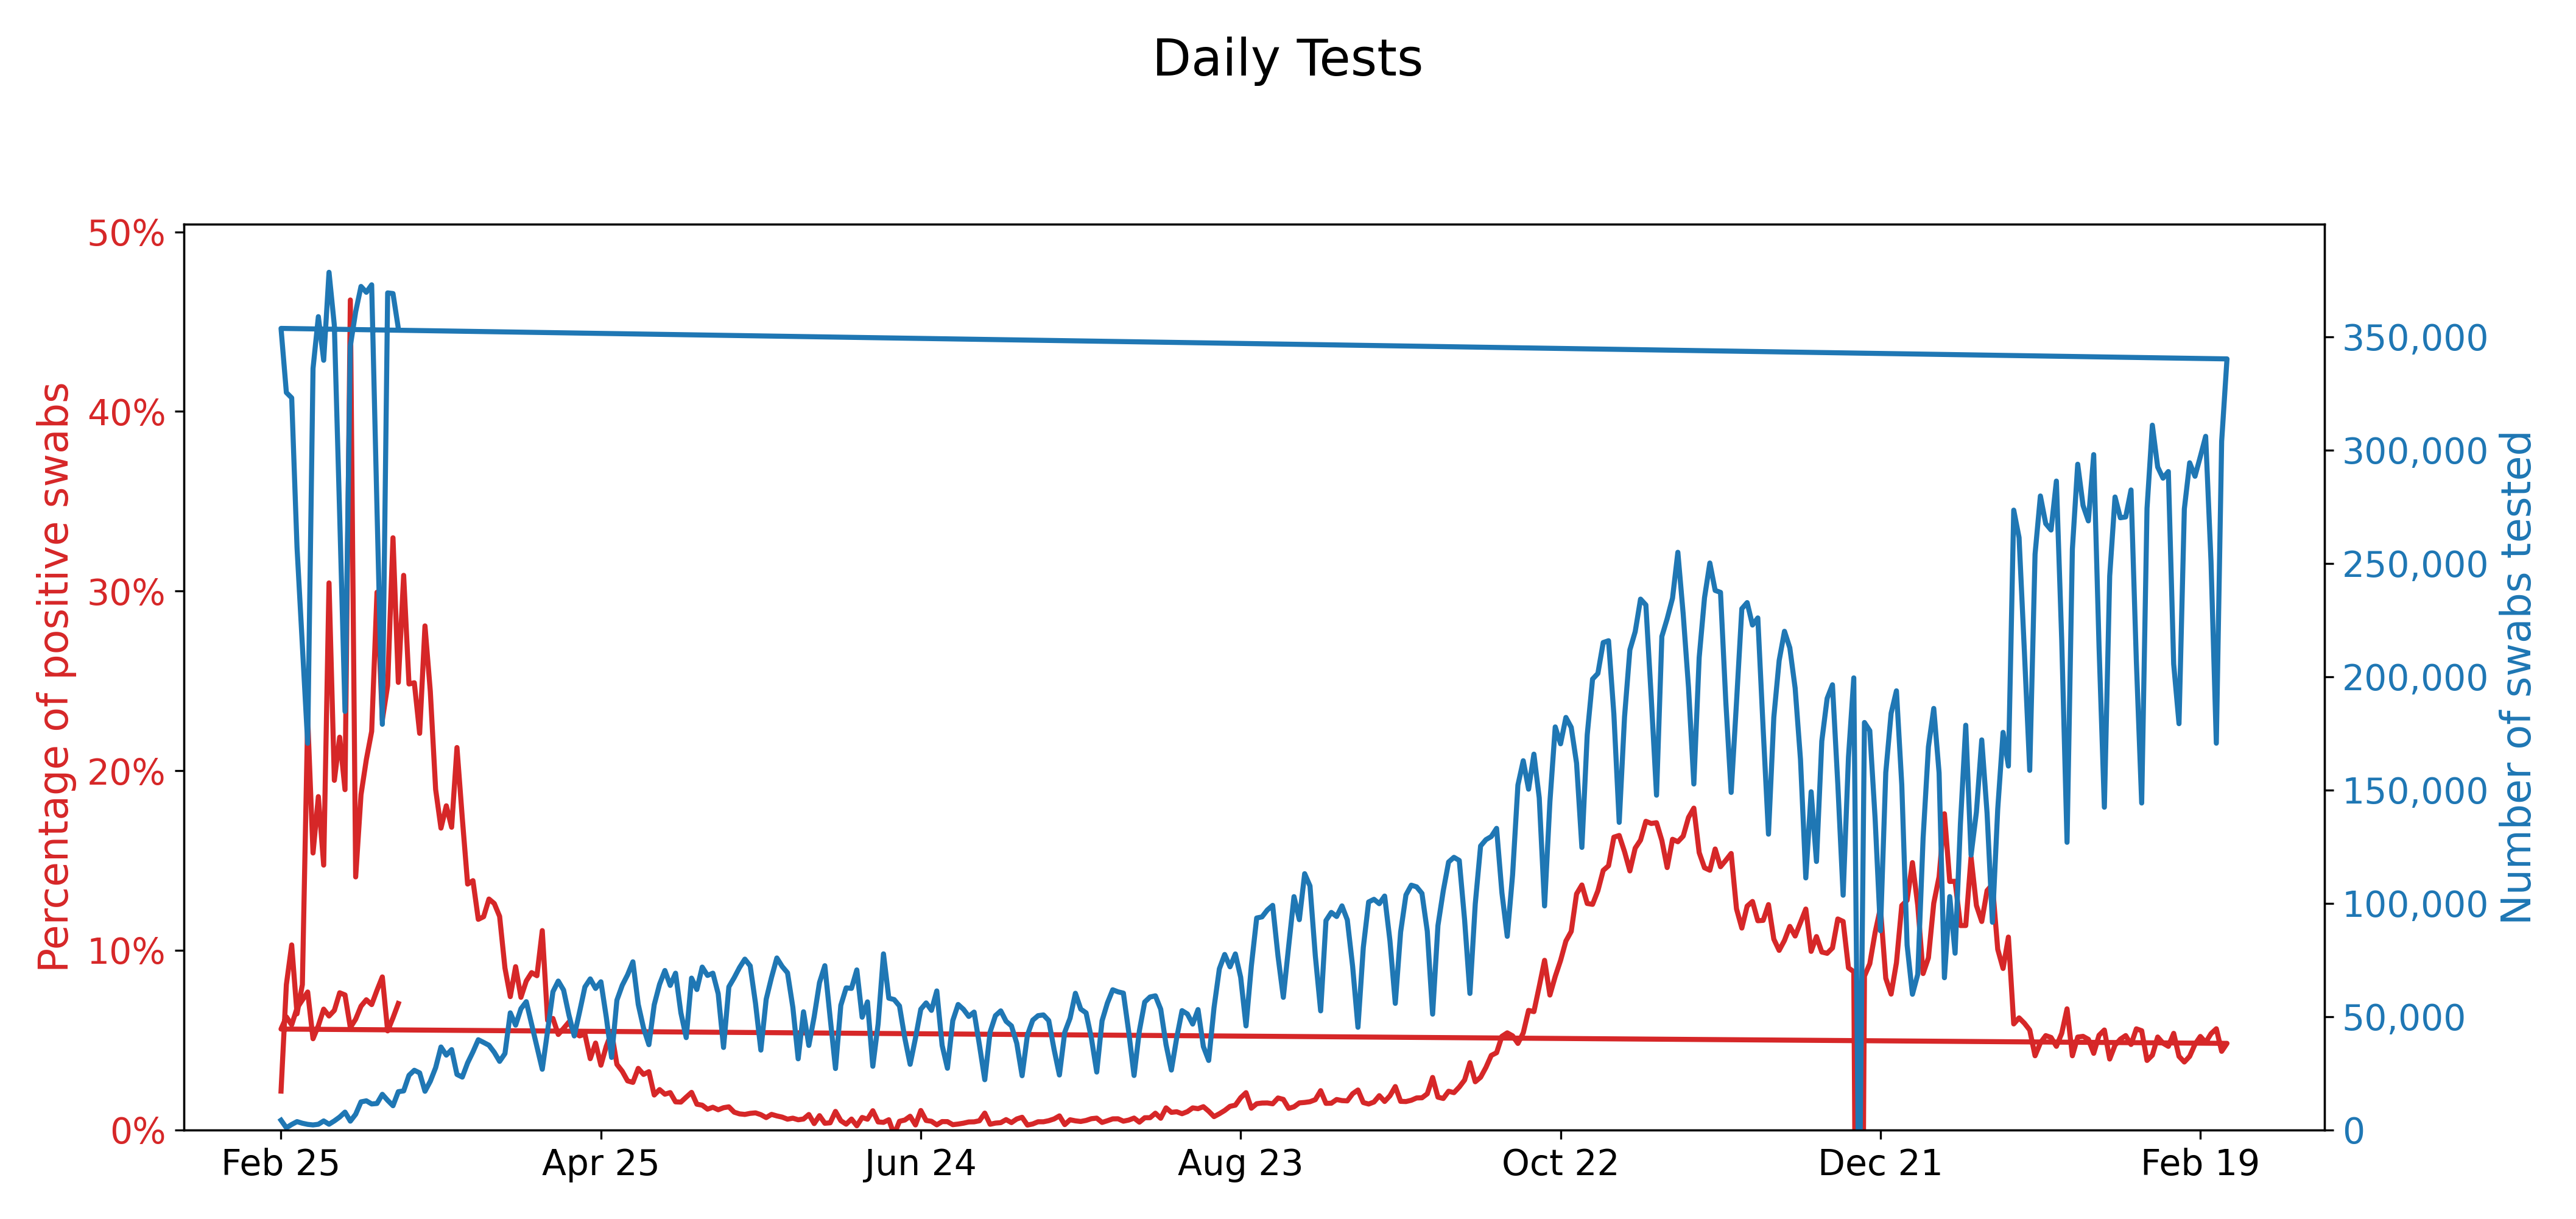 Daily Tests
Percentage of positive swabs
50%
40%
30%
20%
10%
0%
350,000
300,000
250,000
200,000
150,000
100,000
50,000
0
Number of swabs tested
Feb 25
Apr 25
Jun 24
Aug 23
Oct 22
Dec 21
Feb 19